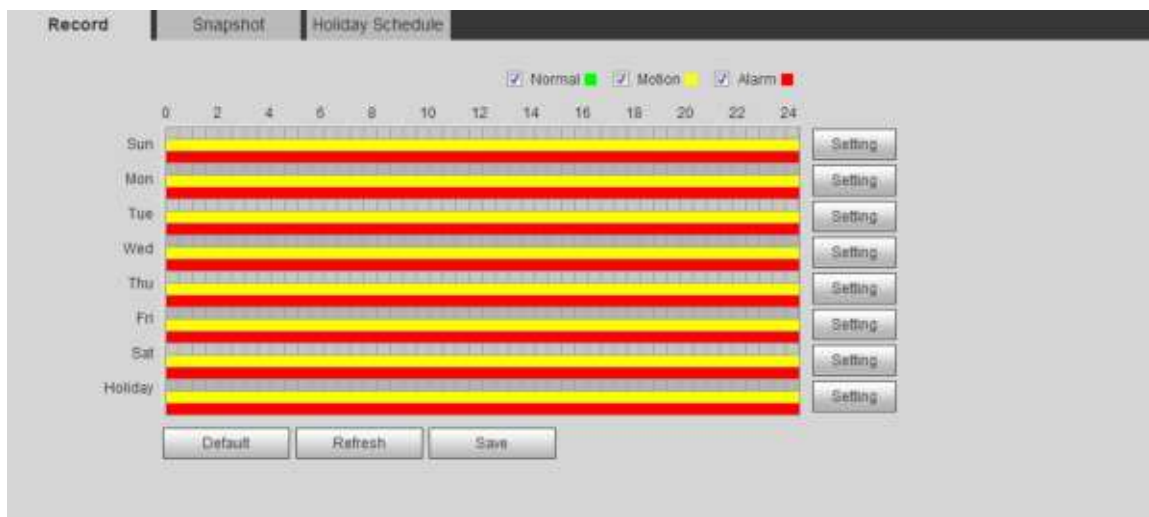 Record Snapshot Holiday Schedule
Normal Motion Alarm
0 2 4 6 8 10 12 14 16 18 20 22 24
Sun Setting
Mon Setting
Tue Setting
Wed Setting
Thu Setting
Fri Setting
Sat Setting
Holiday Setting
Default Refresh Save